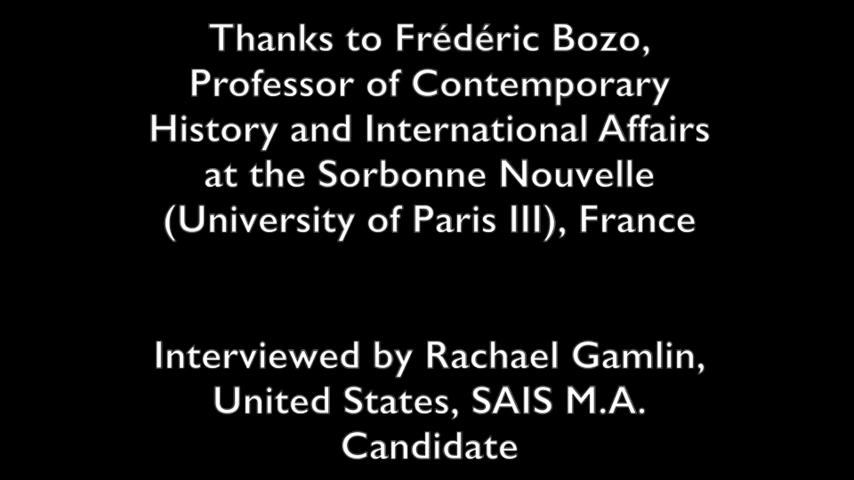 Thanks to Frédéric Bozo,
Professor of Contemporary
History and International Affairs
at the Sorbonne Nouvelle
(University of Paris III), France
Interviewed by Rachael Gamlin,
United States, SAIS M.A.
Candidate